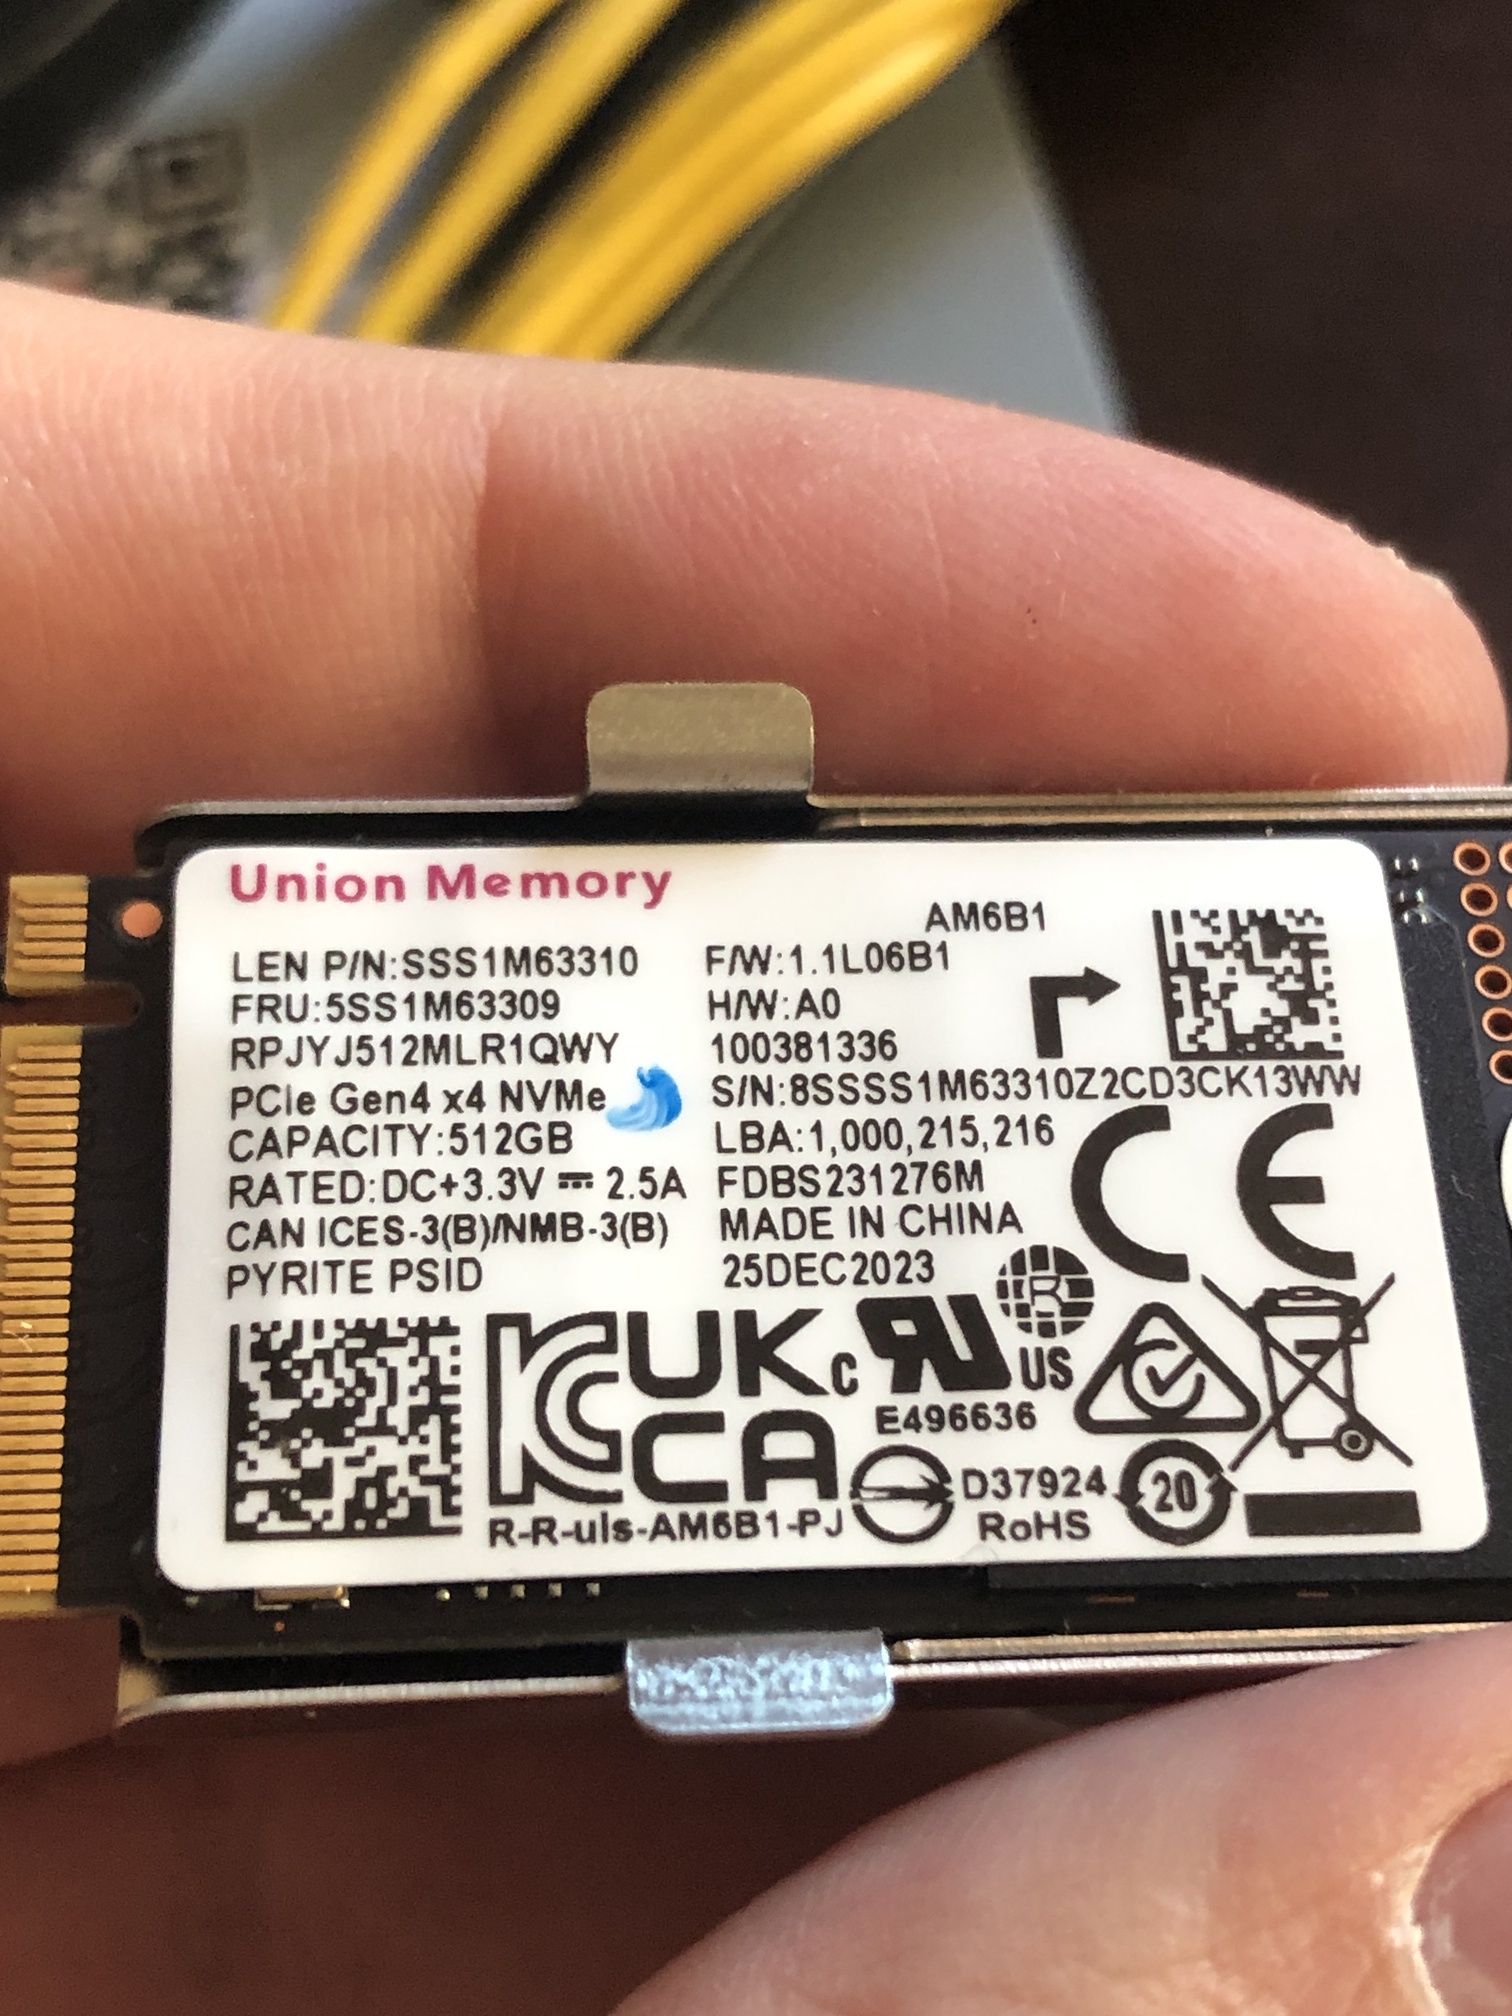 Union Memory
AM6B1
LEN P/N:SSS1M63310
F/W:1.1L06B1
FRU:5SS1M63309
H/W:A0
RPJYJ512MLR1QWY
100381336
PCIe Gen4 x4 NVMe
S/N:8SSSS1M63310Z2CD3CK13WW
CAPACITY:512GB
LBA:1,000,215,216
RATED:DC+3.3V ⎓ 2.5A
FDBS231276M
CAN ICES-3(B)/NMB-3(B)
MADE IN CHINA
PYRITE PSID
25DEC2023
CE
UK
CA
c RU US
E496636
R-R-uls-AM6B1-PJ
D37924
RoHS
20